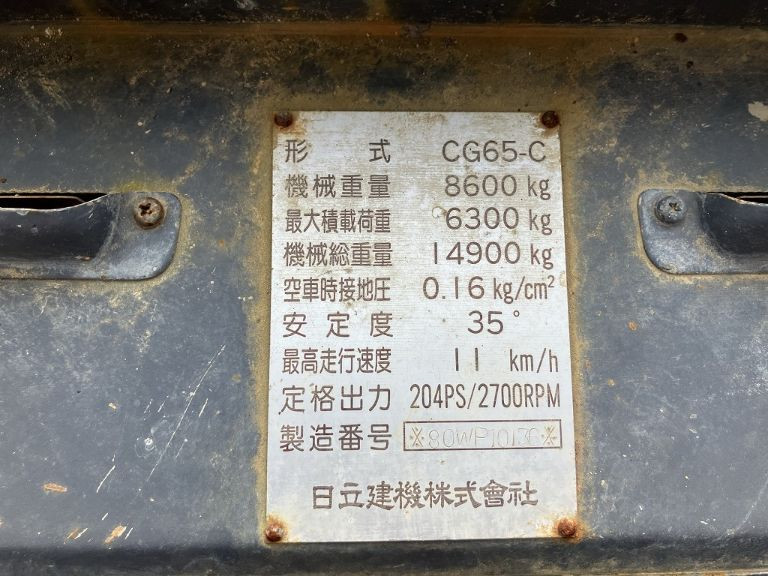 形 式 CG65-C
機械重量 8600 kg
最大積載荷重 6300 kg
機械総重量 14900 kg
空車時接地圧 0.16 kg/cm²
安定度 35°
最高走行速度 11 km/h
定格出力 204PS/2700RPM
製造番号
日立建機株式會社